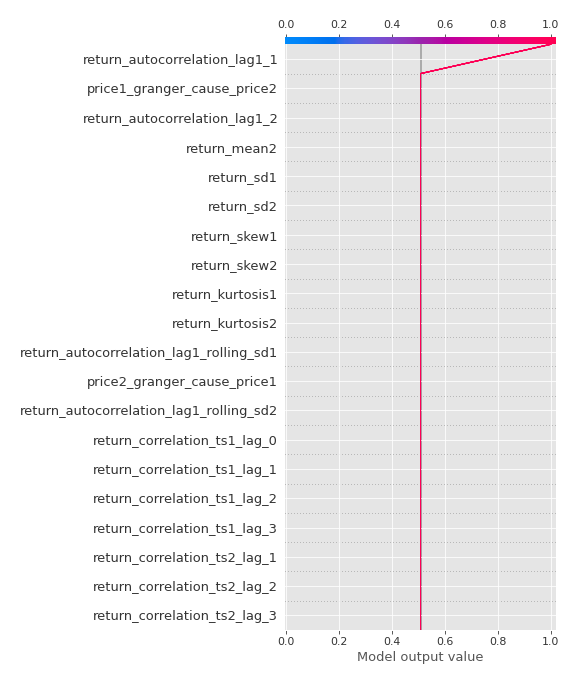 0.0 0.2 0.4 0.6 0.8 1.0
return_autocorrelation_lag1_1
price1_granger_cause_price2
return_autocorrelation_lag1_2
return_mean2
return_sd1
return_sd2
return_skew1
return_skew2
return_kurtosis1
return_kurtosis2
return_autocorrelation_lag1_rolling_sd1
price2_granger_cause_price1
return_autocorrelation_lag1_rolling_sd2
return_correlation_ts1_lag_0
return_correlation_ts1_lag_1
return_correlation_ts1_lag_2
return_correlation_ts1_lag_3
return_correlation_ts2_lag_1
return_correlation_ts2_lag_2
return_correlation_ts2_lag_3
0.0 0.2 0.4 0.6 0.8 1.0
Model output value